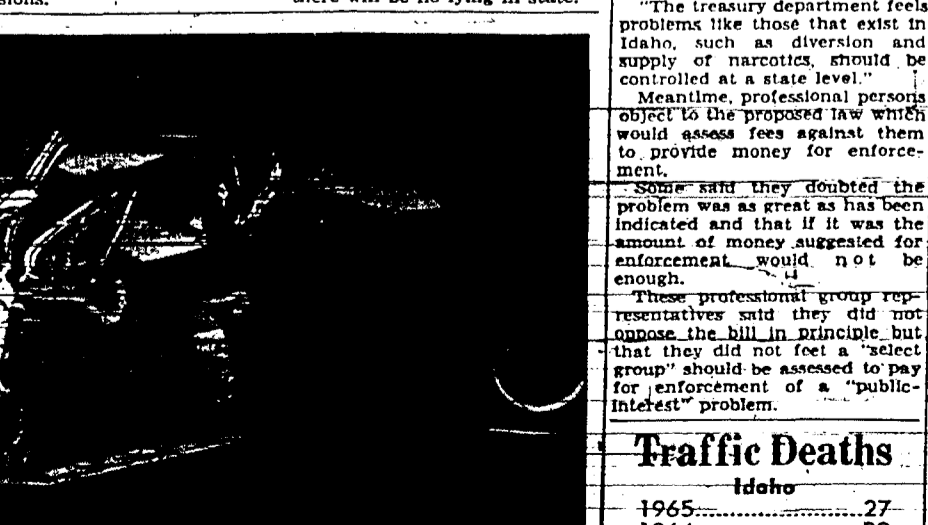 there will be no lying in state.
"The treasury department feels
problems like those that exist in
Idaho, such as diversion and
supply of narcotics, should be
controlled at a state level."
Meantime, professional persons
object to the proposed law which
would assess fees against them
to provide money for enforce-
ment.
Some said they doubted the
problem was as great as has been
indicated and that if it was the
amount of money suggested for
enforcement would not be
enough.
These professional group rep-
resentatives said they did not
oppose the bill in principle but
that they did not feet a "select
group" should be assessed to pay
for enforcement of a "public-
interest" problem.
Traffic Deaths
Idaho
1965 27